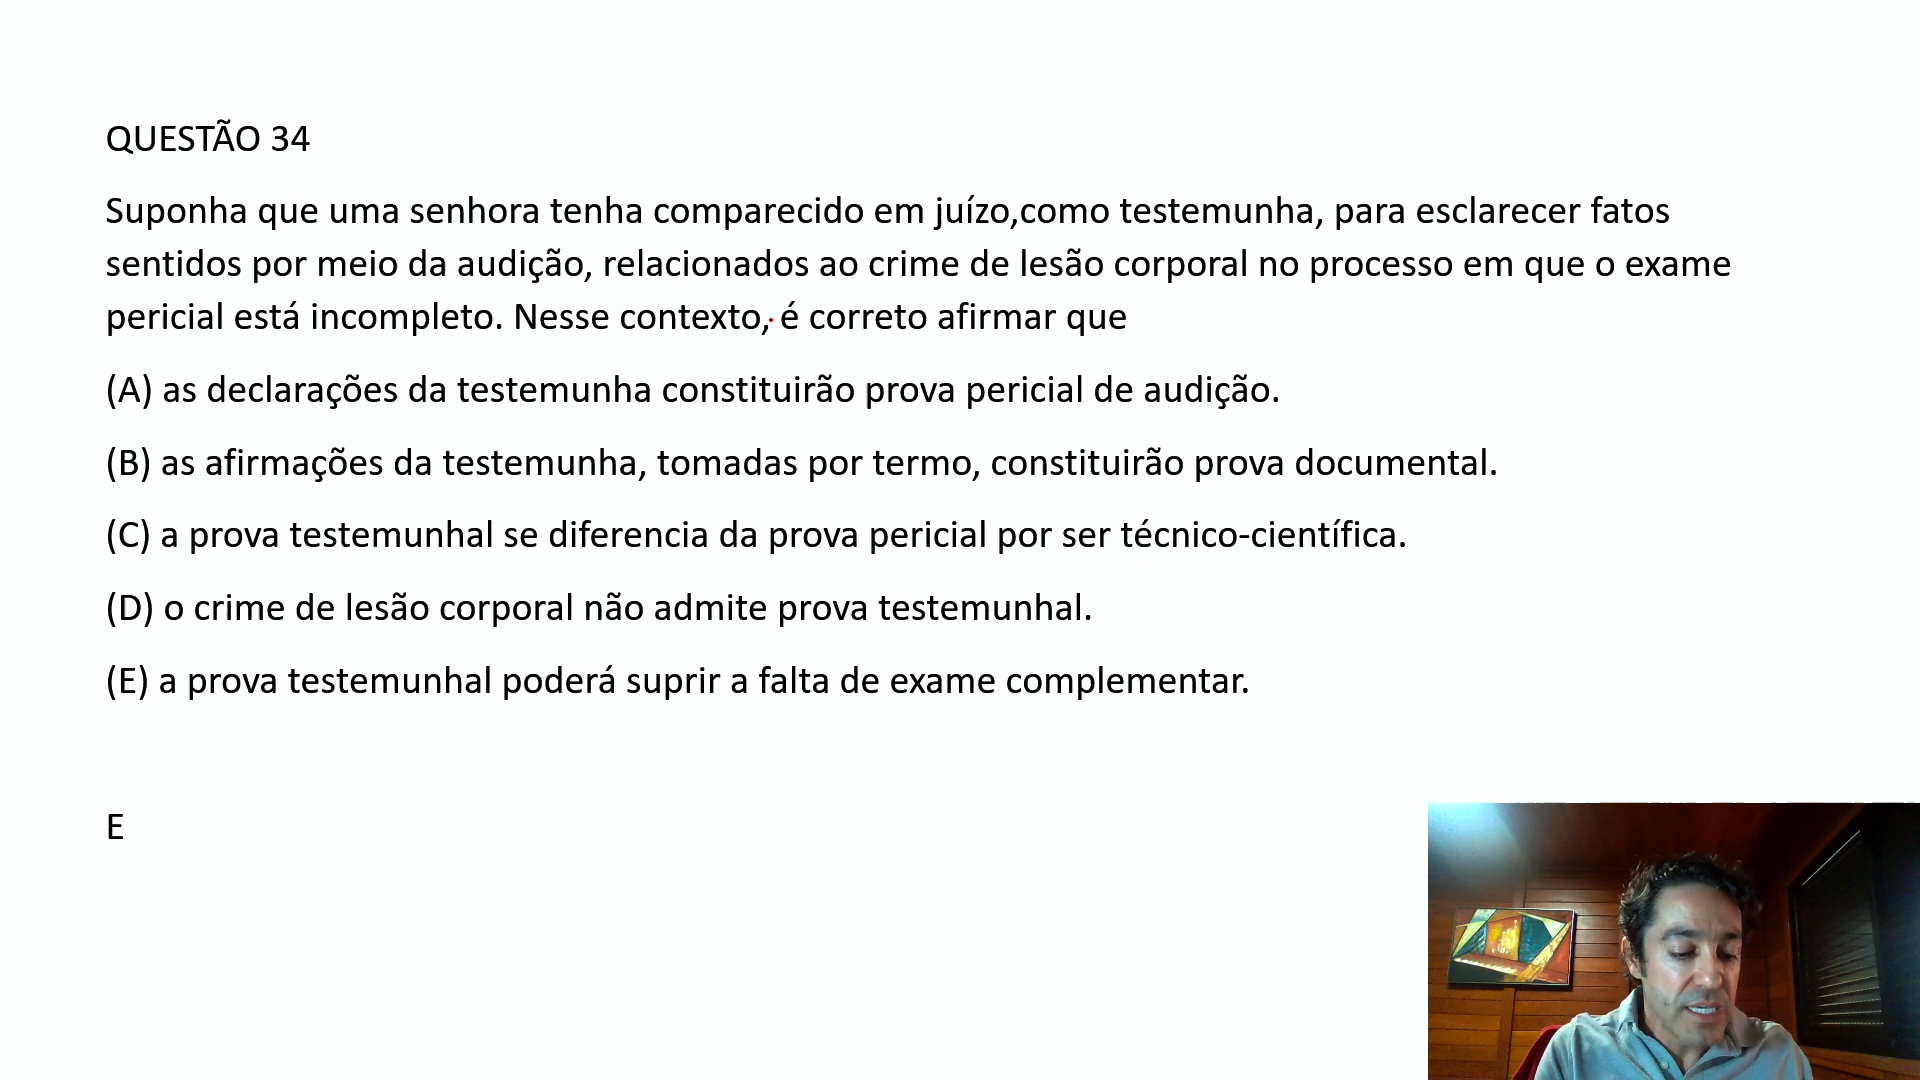 QUESTÃO 34
Suponha que uma senhora tenha comparecido em juízo,como testemunha, para esclarecer fatos
sentidos por meio da audição, relacionados ao crime de lesão corporal no processo em que o exame
pericial está incompleto. Nesse contexto, é correto afirmar que
(A) as declarações da testemunha constituirão prova pericial de audição.
(B) as afirmações da testemunha, tomadas por termo, constituirão prova documental.
(C) a prova testemunhal se diferencia da prova pericial por ser técnico-científica.
(D) o crime de lesão corporal não admite prova testemunhal.
(E) a prova testemunhal poderá suprir a falta de exame complementar.
E